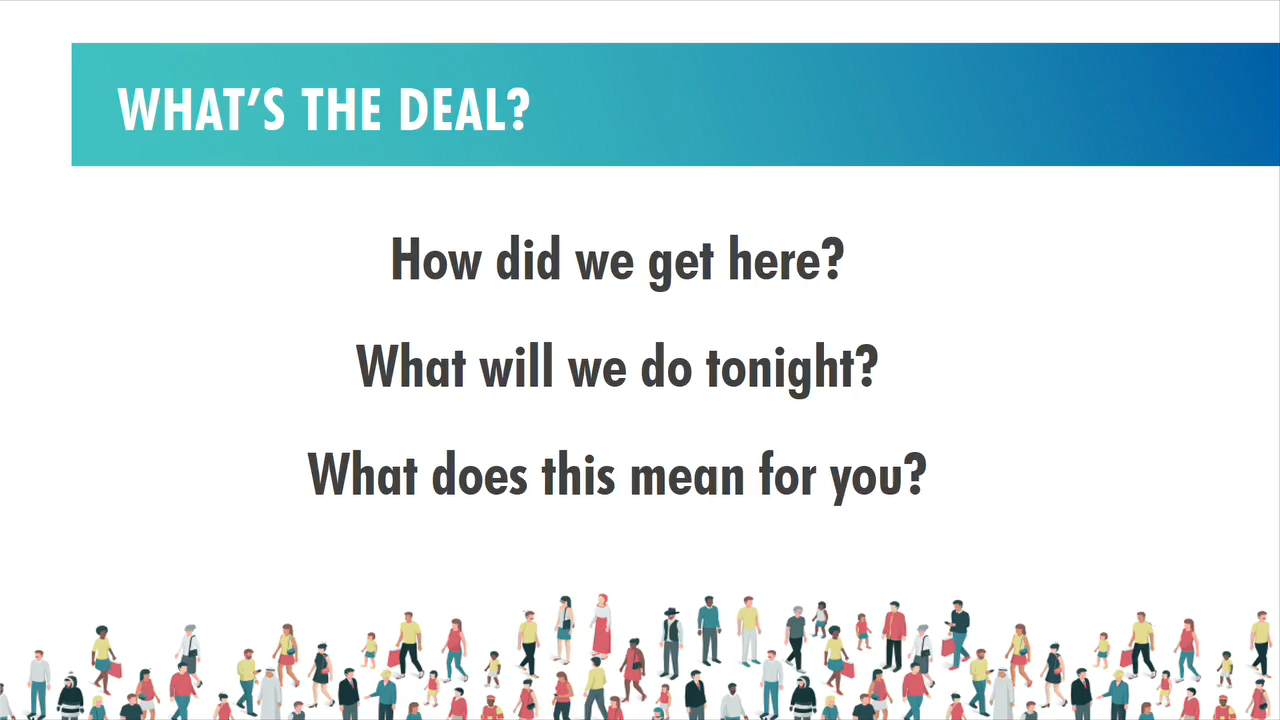 WHAT’S THE DEAL?
How did we get here?
What will we do tonight?
What does this mean for you?